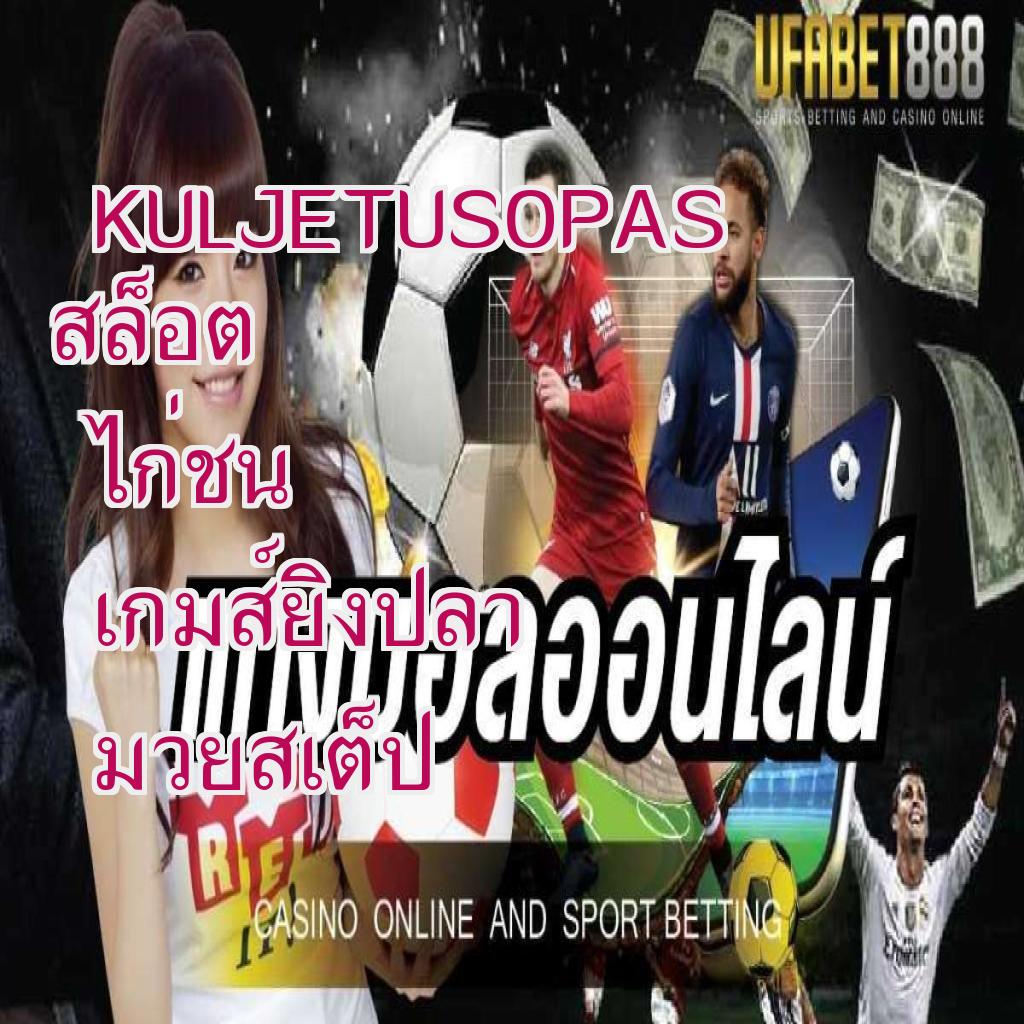 UFABET888
SPORTS BETTING AND CASINO ONLINE
KULJETUSOPAS
สล็อต
ไก่ชน
เกมส์ยิงปลา
แทงบอลออนไลน์
มวยสเต็ป
CASINO ONLINE AND SPORT BETTING